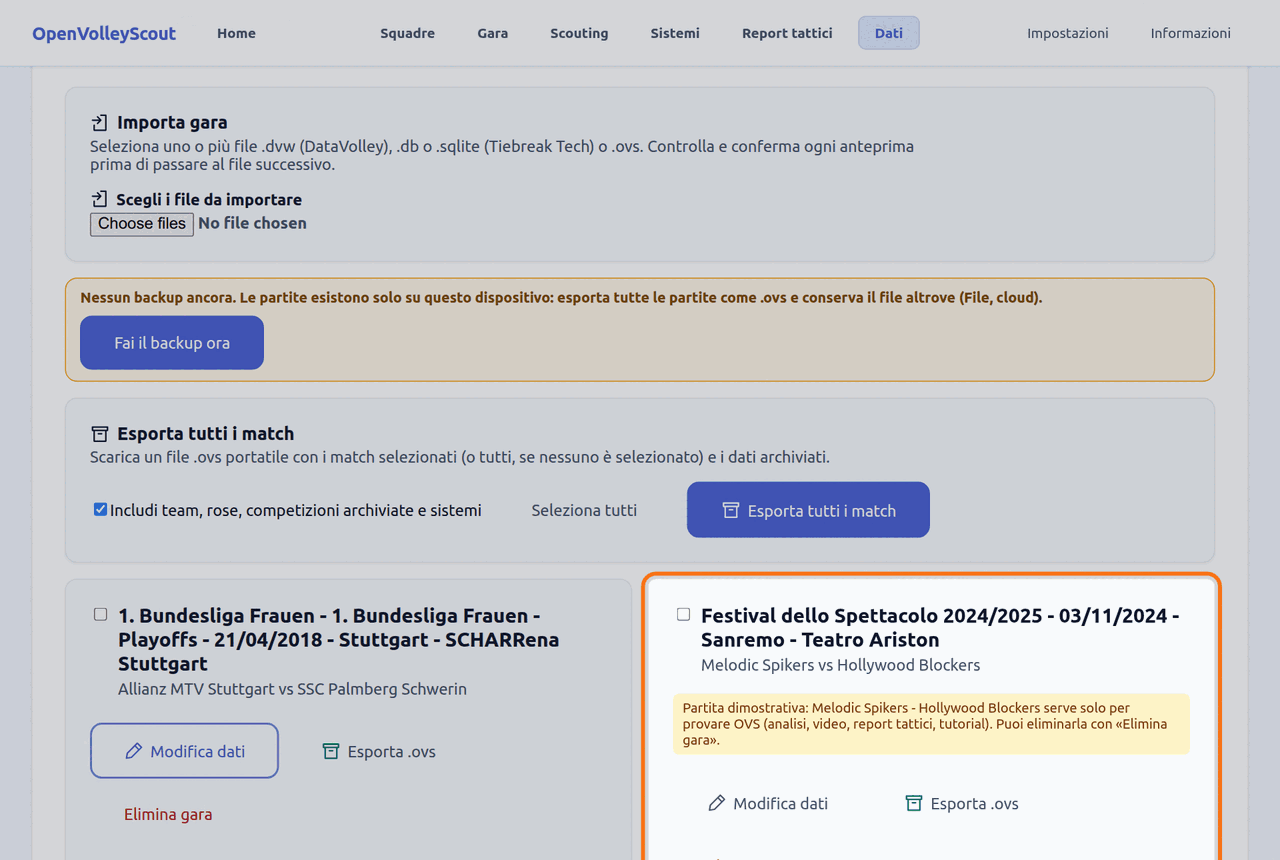 OpenVolleyScout Home Squadre Gara Scouting Sistemi Report tattici Dati Impostazioni Informazioni
Importa gara
Seleziona uno o più file .dvw (DataVolley), .db o .sqlite (Tiebreak Tech) o .ovs. Controlla e conferma ogni anteprima
prima di passare al file successivo.
Scegli i file da importare
Choose files No file chosen
Nessun backup ancora. Le partite esistono solo su questo dispositivo: esporta tutte le partite come .ovs e conserva il file altrove (File, cloud).
Fai il backup ora
Esporta tutti i match
Scarica un file .ovs portatile con i match selezionati (o tutti, se nessuno è selezionato) e i dati archiviati.
Includi team, rose, competizioni archiviate e sistemi Seleziona tutti Esporta tutti i match
1. Bundesliga Frauen - 1. Bundesliga Frauen -
Playoffs - 21/04/2018 - Stuttgart - SCHARRena
Stuttgart
Allianz MTV Stuttgart vs SSC Palmberg Schwerin
Modifica dati Esporta .ovs
Elimina gara
Festival dello Spettacolo 2024/2025 - 03/11/2024 -
Sanremo - Teatro Ariston
Melodic Spikers vs Hollywood Blockers
Partita dimostrativa: Melodic Spikers - Hollywood Blockers serve solo per
provare OVS (analisi, video, report tattici, tutorial). Puoi eliminarla con «Elimina
gara».
Modifica dati Esporta .ovs